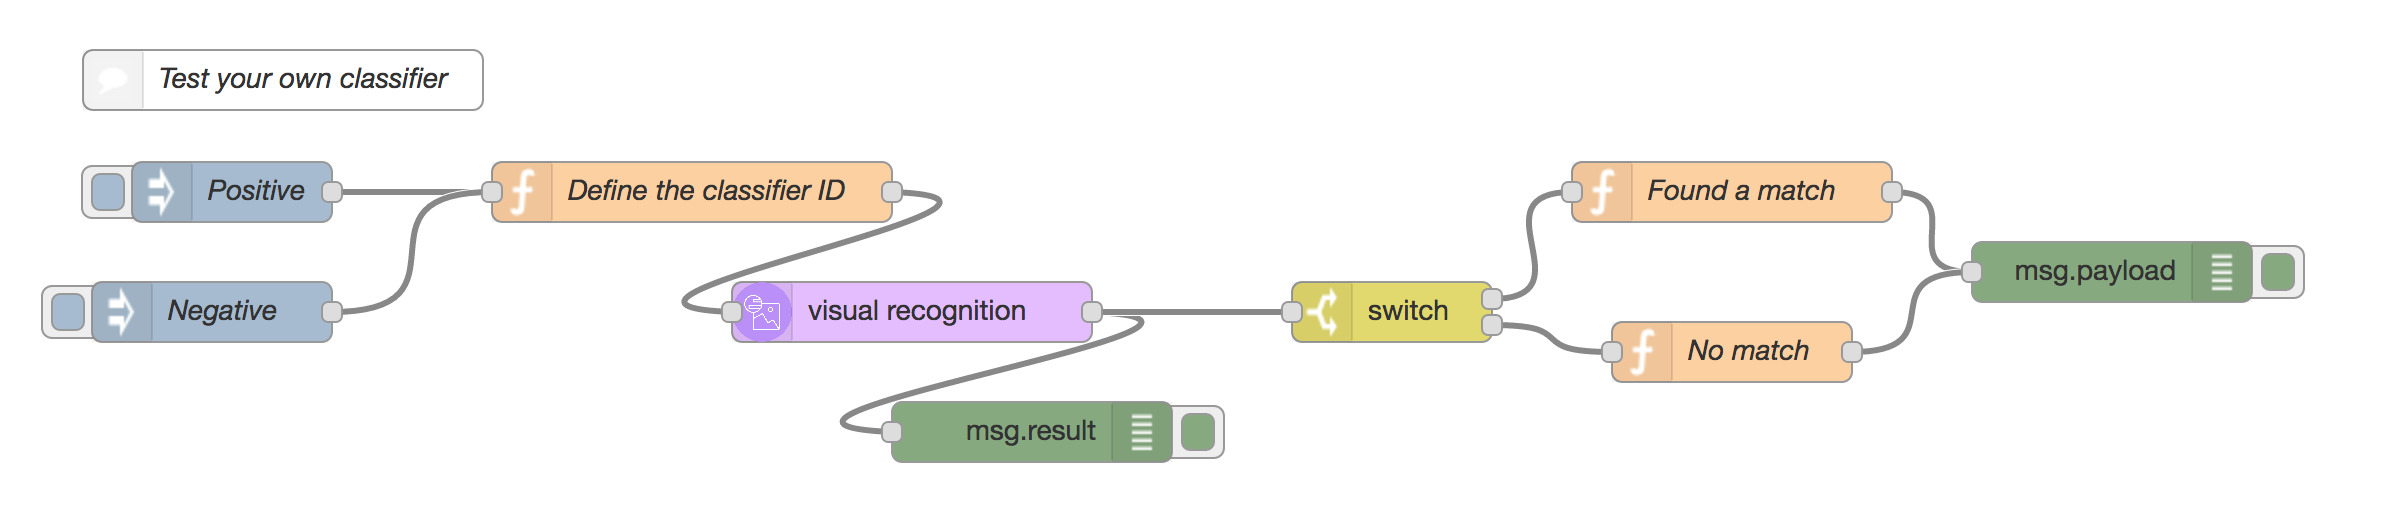 Test your own classifier
Positive
Define the classifier ID
Found a match
msg.payload
Negative
visual recognition
switch
No match
msg.result